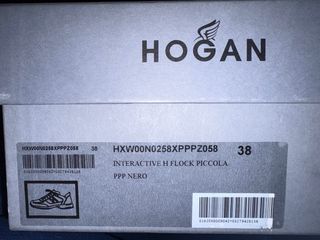 HOGAN
HXW00N0258XPPPZ058 38
HXW00N0258XPPPZ058 38
INTERACTIVE H FLOCK PICCOLA
PPP NERO